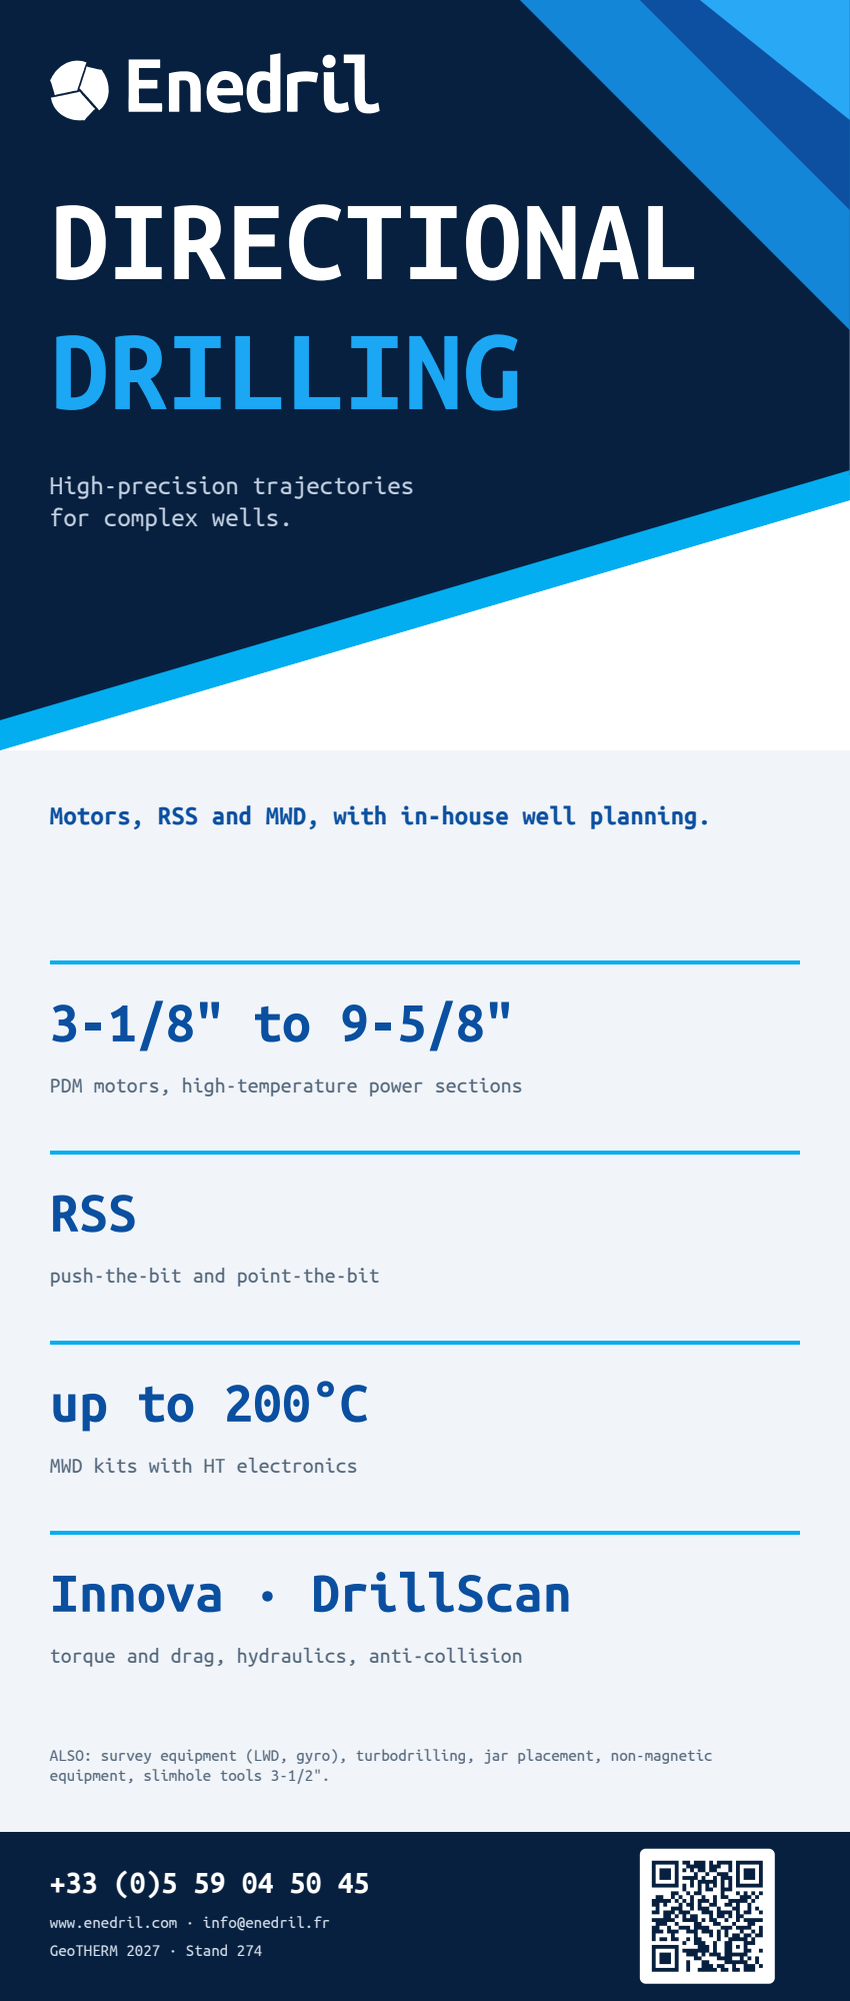 Enedril
DIRECTIONAL
DRILLING
High-precision trajectories
for complex wells.
Motors, RSS and MWD, with in-house well planning.
3-1/8" to 9-5/8"
PDM motors, high-temperature power sections
RSS
push-the-bit and point-the-bit
up to 200°C
MWD kits with HT electronics
Innova · DrillScan
torque and drag, hydraulics, anti-collision
ALSO: survey equipment (LWD, gyro), turbodrilling, jar placement, non-magnetic
equipment, slimhole tools 3-1/2".
+33 (0)5 59 04 50 45
www.enedril.com · info@enedril.fr
GeoTHERM 2027 · Stand 274